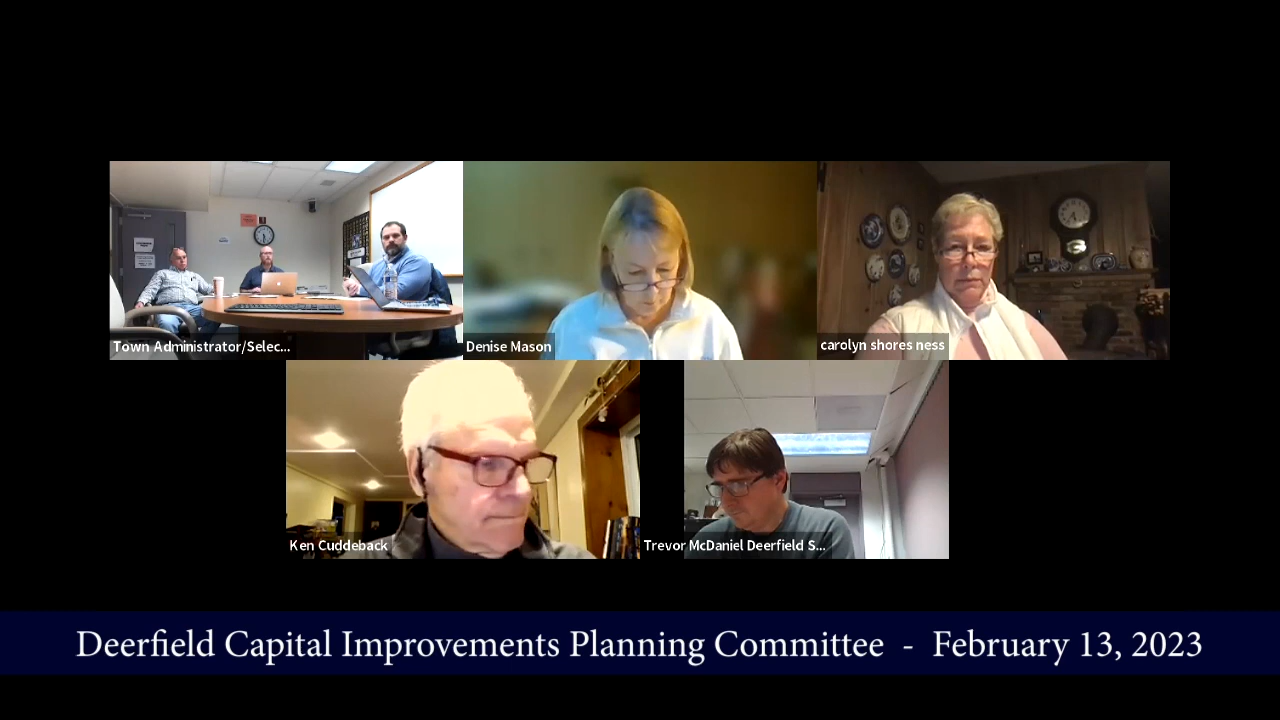 Town Administrator/Selec...
Denise Mason
carolyn shores ness
Ken Cuddeback
Trevor McDaniel Deerfield S...
Deerfield Capital Improvements Planning Committee - February 13, 2023